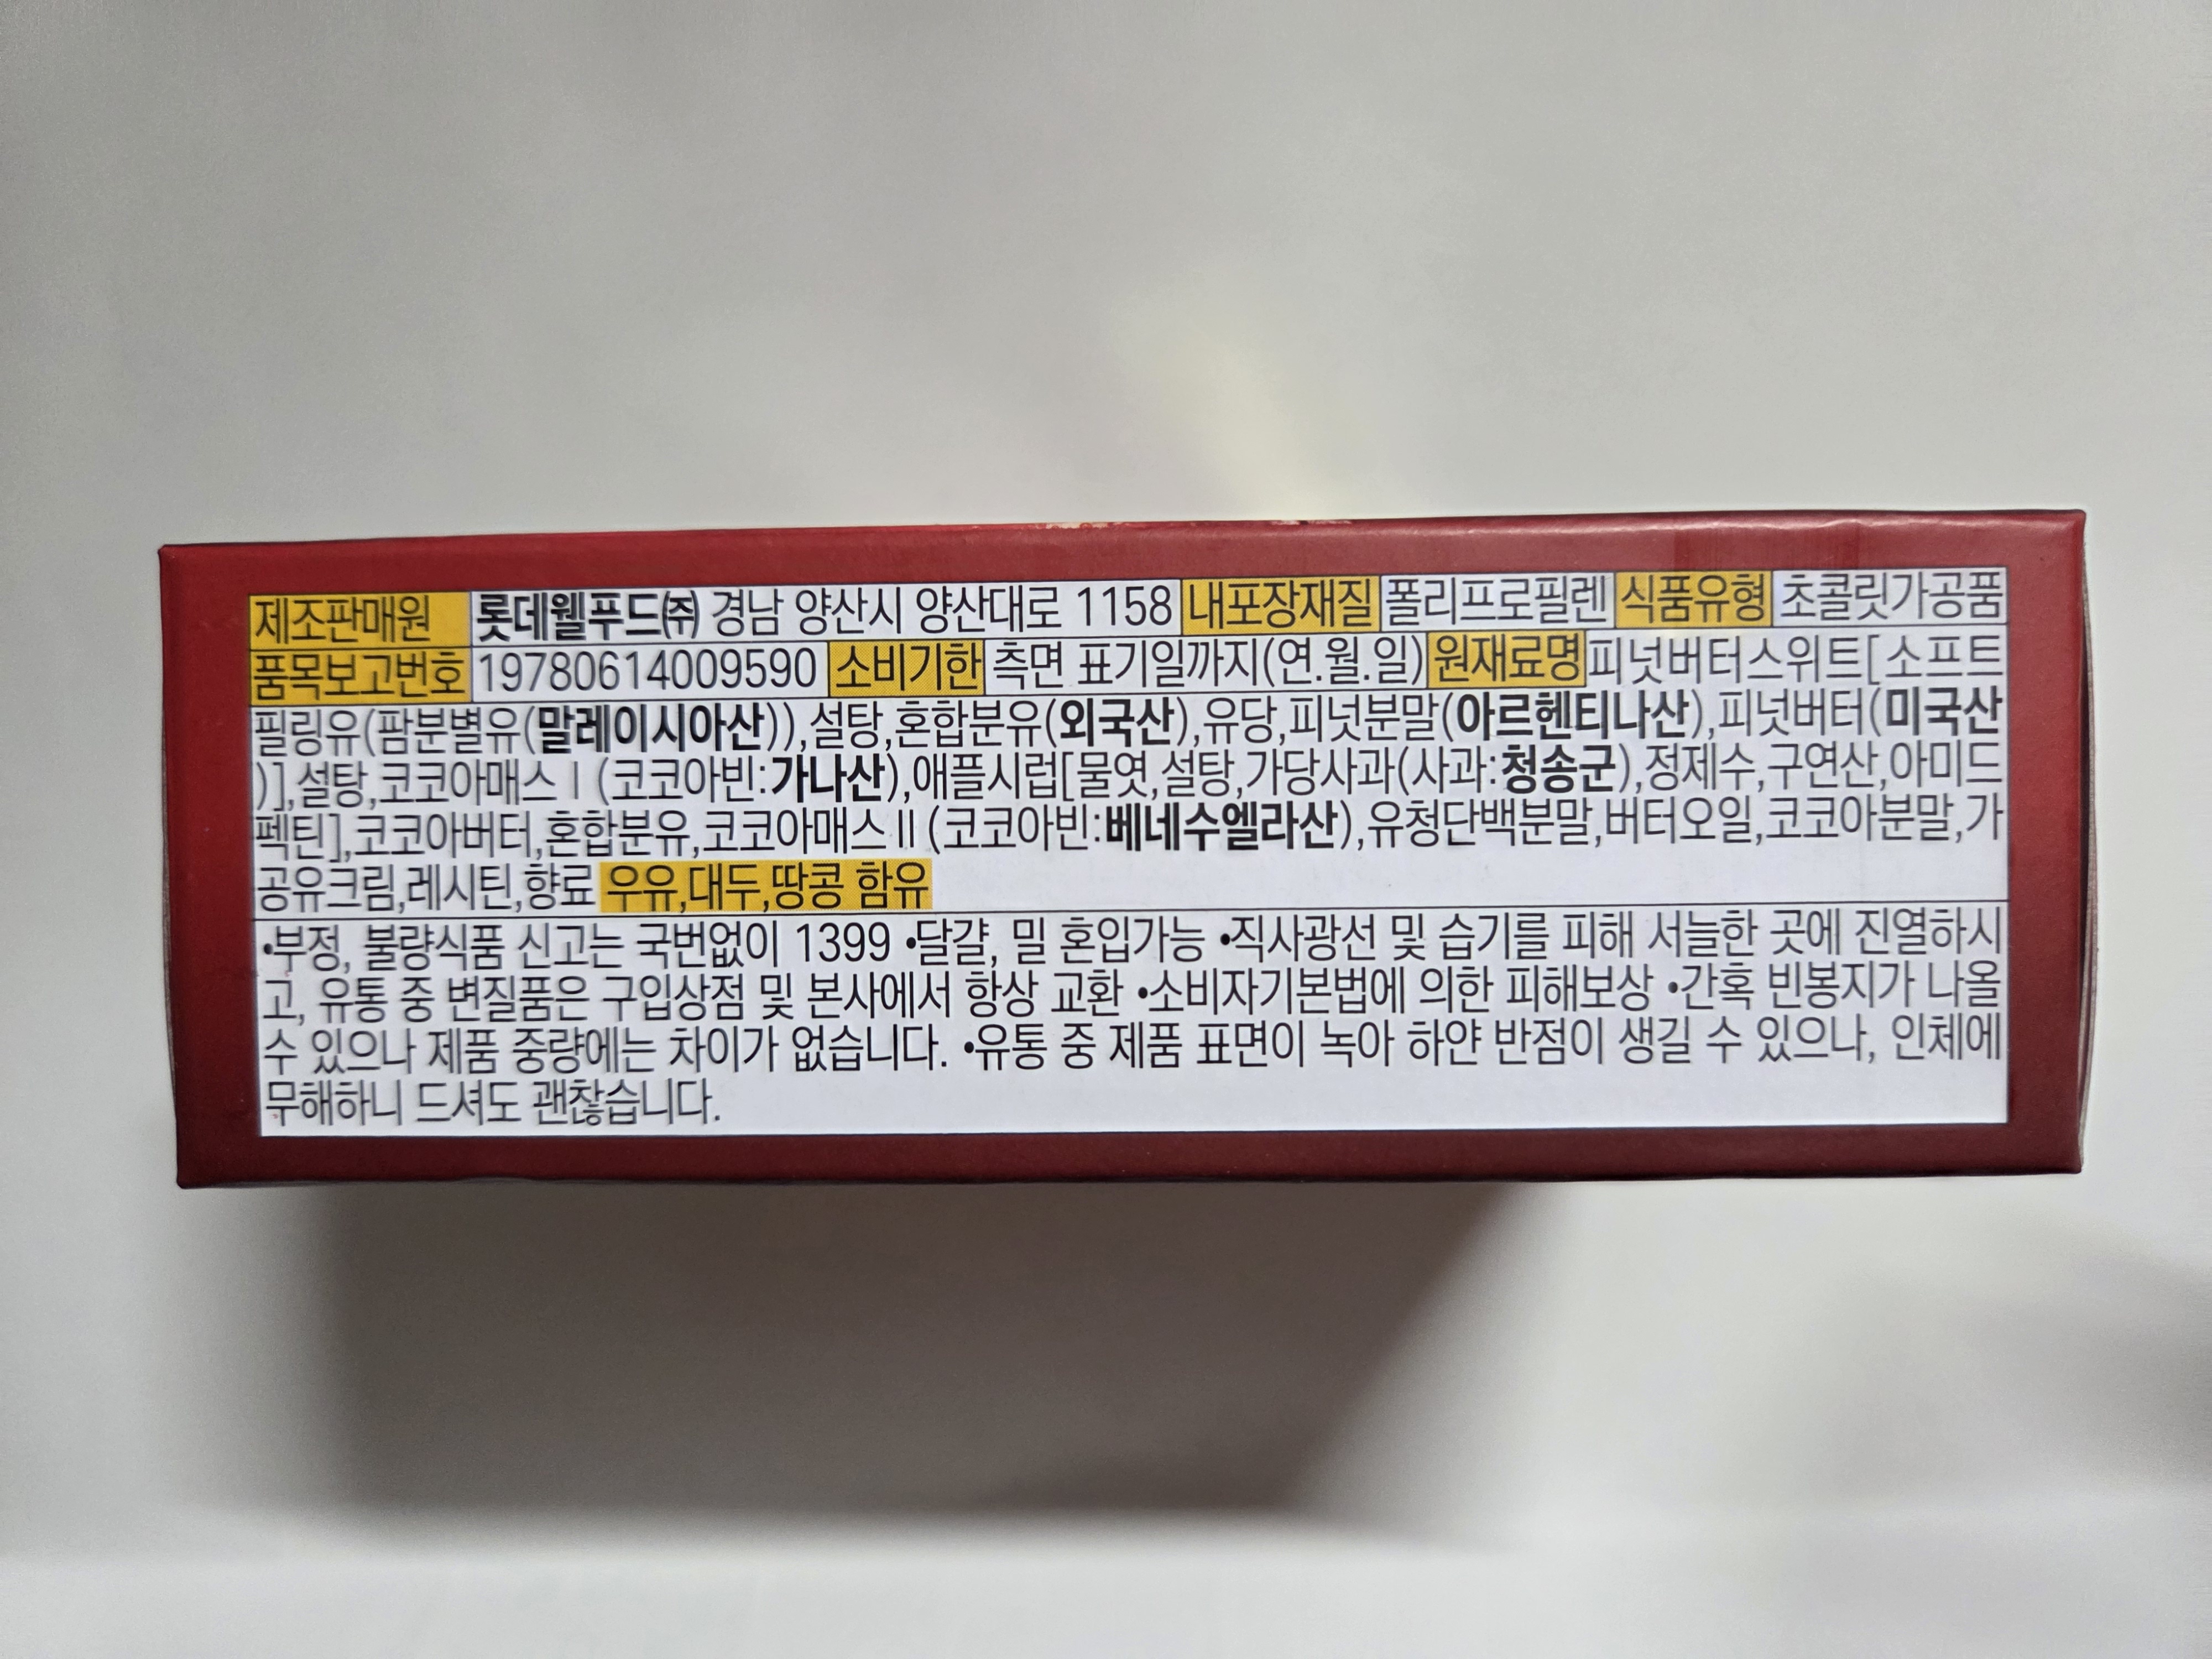 제조판매원 롯데웰푸드㈜ 경남 양산시 양산대로 1158 내포장재질 폴리프로필렌 식품유형 초콜릿가공품
품목보고번호 19780614009590 소비기한 측면 표기일까지(연.월.일) 원재료명 피넛버터스위트[소프트
필링유(팜분별유(말레이시아산)),설탕,혼합분유(외국산),유당,피넛분말(아르헨티나산),피넛버터(미국산
)],설탕,코코아매스Ⅰ(코코아빈:가나산),애플시럽[물엿,설탕,가당사과(사과:청송군),정제수,구연산,아미드
펙틴],코코아버터,혼합분유,코코아매스Ⅱ(코코아빈:베네수엘라산),유청단백분말,버터오일,코코아분말,가
공유크림,레시틴,향료 우유,대두,땅콩 함유
•부정, 불량식품 신고는 국번없이 1399 •달걀, 밀 혼입가능 •직사광선 및 습기를 피해 서늘한 곳에 진열하시
고, 유통 중 변질품은 구입상점 및 본사에서 항상 교환 •소비자기본법에 의한 피해보상 •간혹 빈봉지가 나올
수 있으나 제품 중량에는 차이가 없습니다. •유통 중 제품 표면이 녹아 하얀 반점이 생길 수 있으나, 인체에
무해하니 드셔도 괜찮습니다.